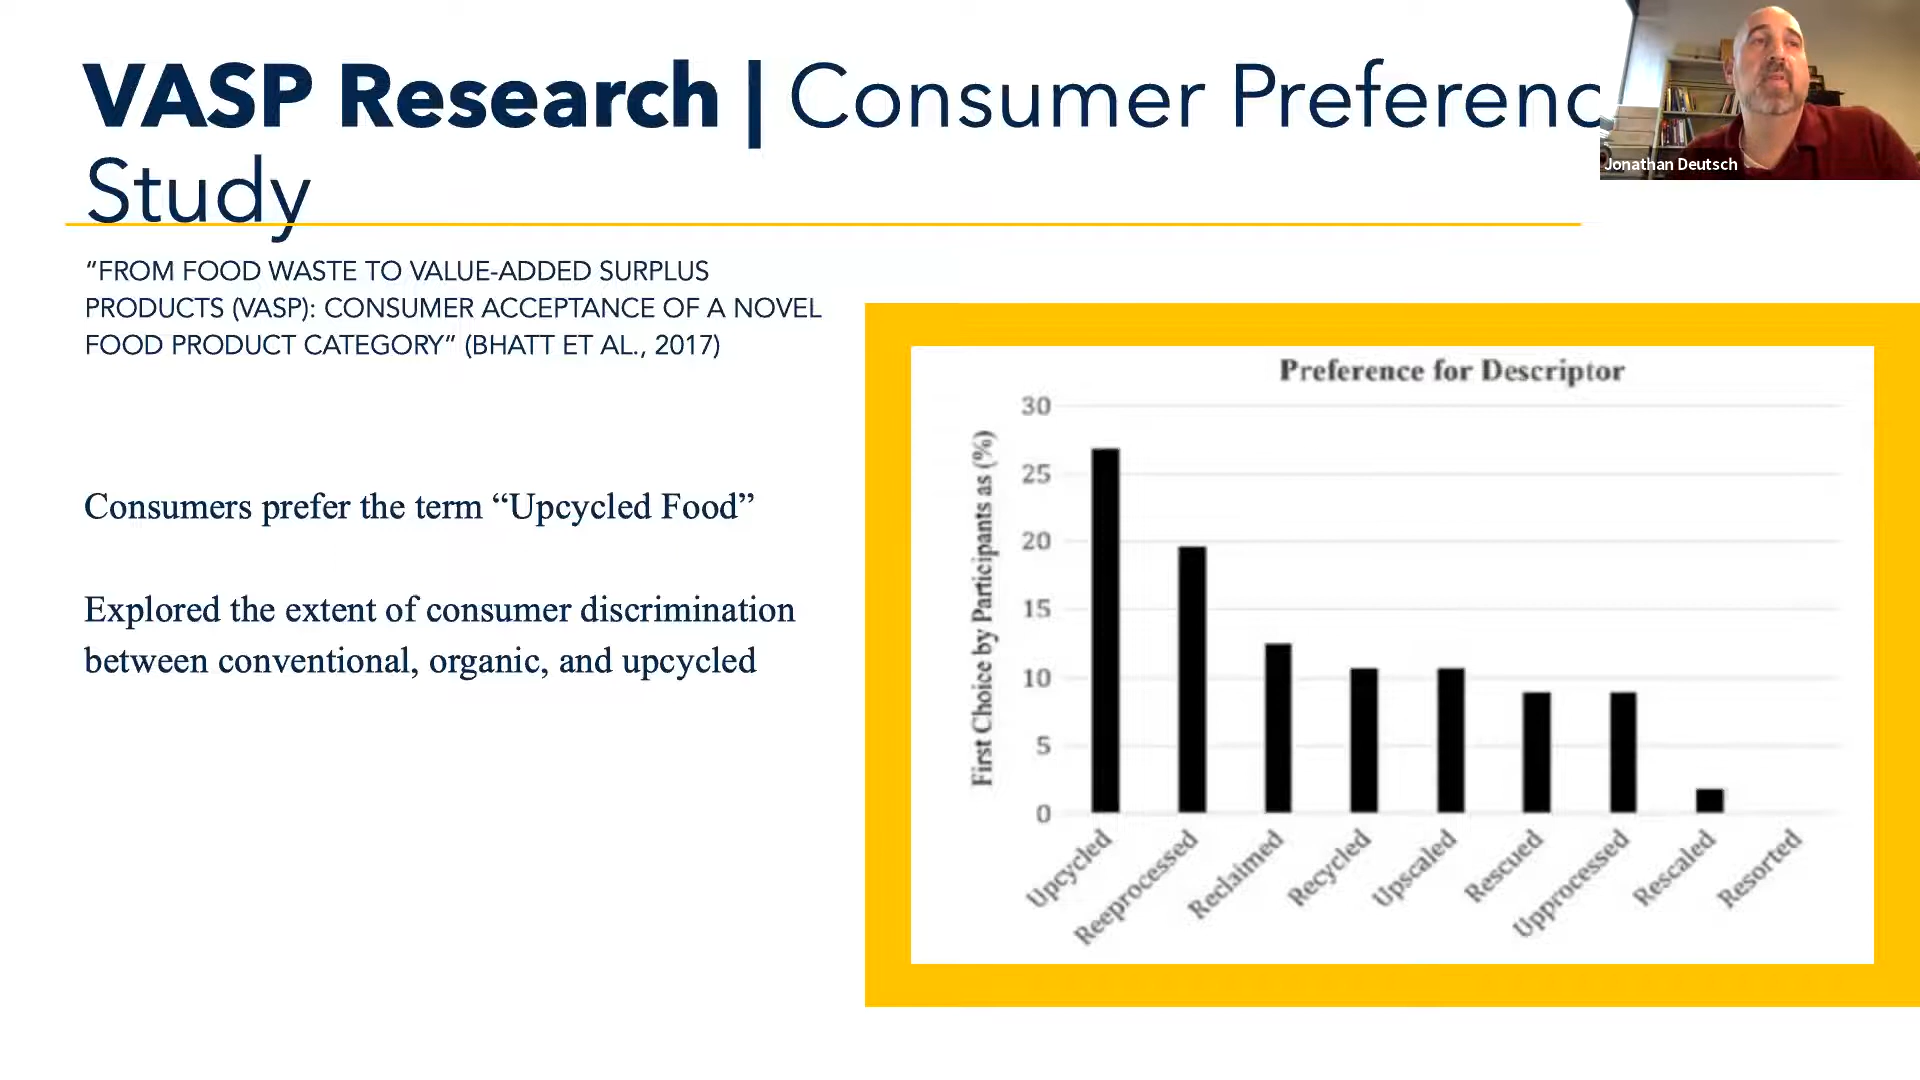 VASP Research | Consumer Preferenc
Study
Jonathan Deutsch
“FROM FOOD WASTE TO VALUE-ADDED SURPLUS
PRODUCTS (VASP): CONSUMER ACCEPTANCE OF A NOVEL
FOOD PRODUCT CATEGORY” (BHATT ET AL., 2017)
Consumers prefer the term “Upcycled Food”
Explored the extent of consumer discrimination
between conventional, organic, and upcycled
Preference for Descriptor
First Choice by Participants as (%)
30
25
20
15
10
5
0
Upcycled
Reeprocessed
Reclaimed
Recycled
Upscaled
Rescued
Upprocessed
Rescaled
Resorted